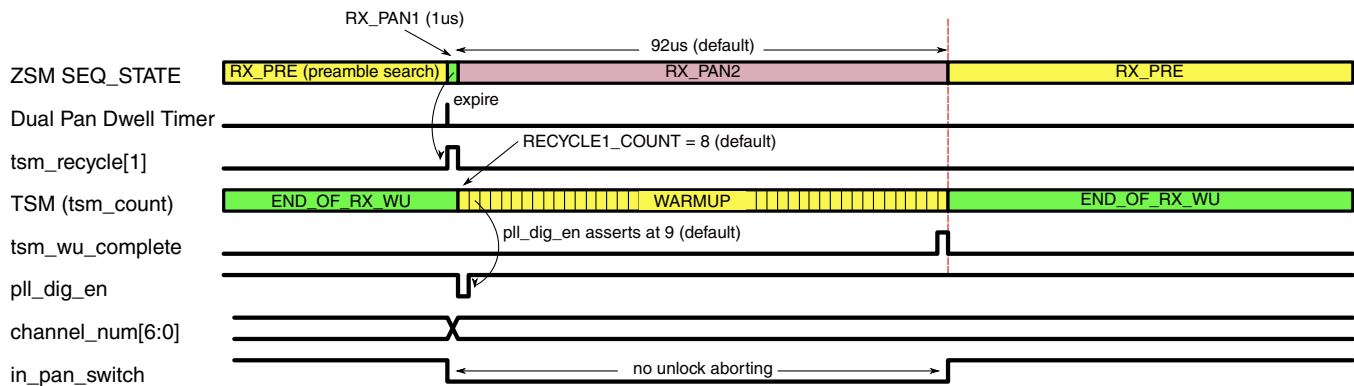 RX_PAN1 (1us)
92us (default)
ZSM SEQ_STATE
RX_PRE (preamble search)
RX_PAN2
RX_PRE
expire
Dual Pan Dwell Timer
RECYCLE1_COUNT = 8 (default)
tsm_recycle[1]
TSM (tsm_count)
END_OF_RX_WU
WARMUP
END_OF_RX_WU
pll_dig_en asserts at 9 (default)
tsm_wu_complete
pll_dig_en
channel_num[6:0]
in_pan_switch
no unlock aborting